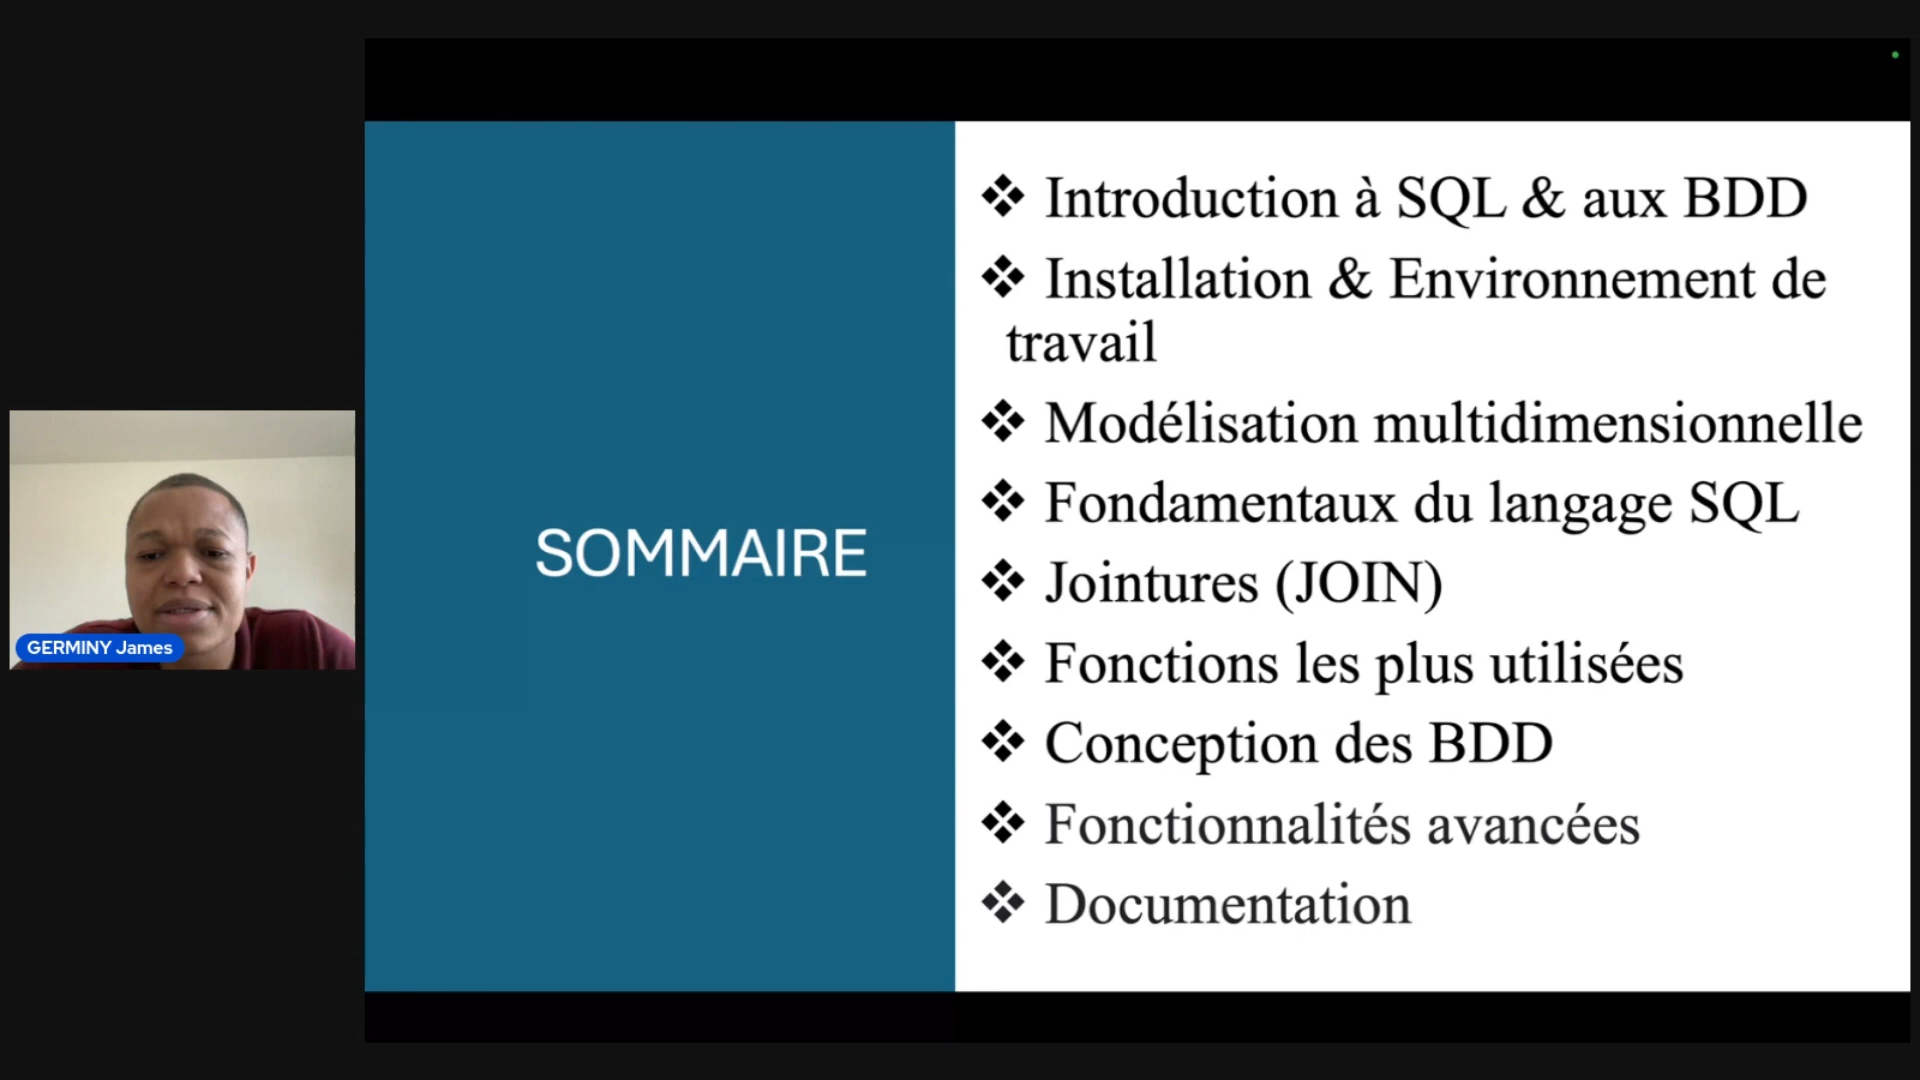 GERMINY James
SOMMAIRE
❖ Introduction à SQL & aux BDD
❖ Installation & Environnement de
travail
❖ Modélisation multidimensionnelle
❖ Fondamentaux du langage SQL
❖ Jointures (JOIN)
❖ Fonctions les plus utilisées
❖ Conception des BDD
❖ Fonctionnalités avancées
❖ Documentation